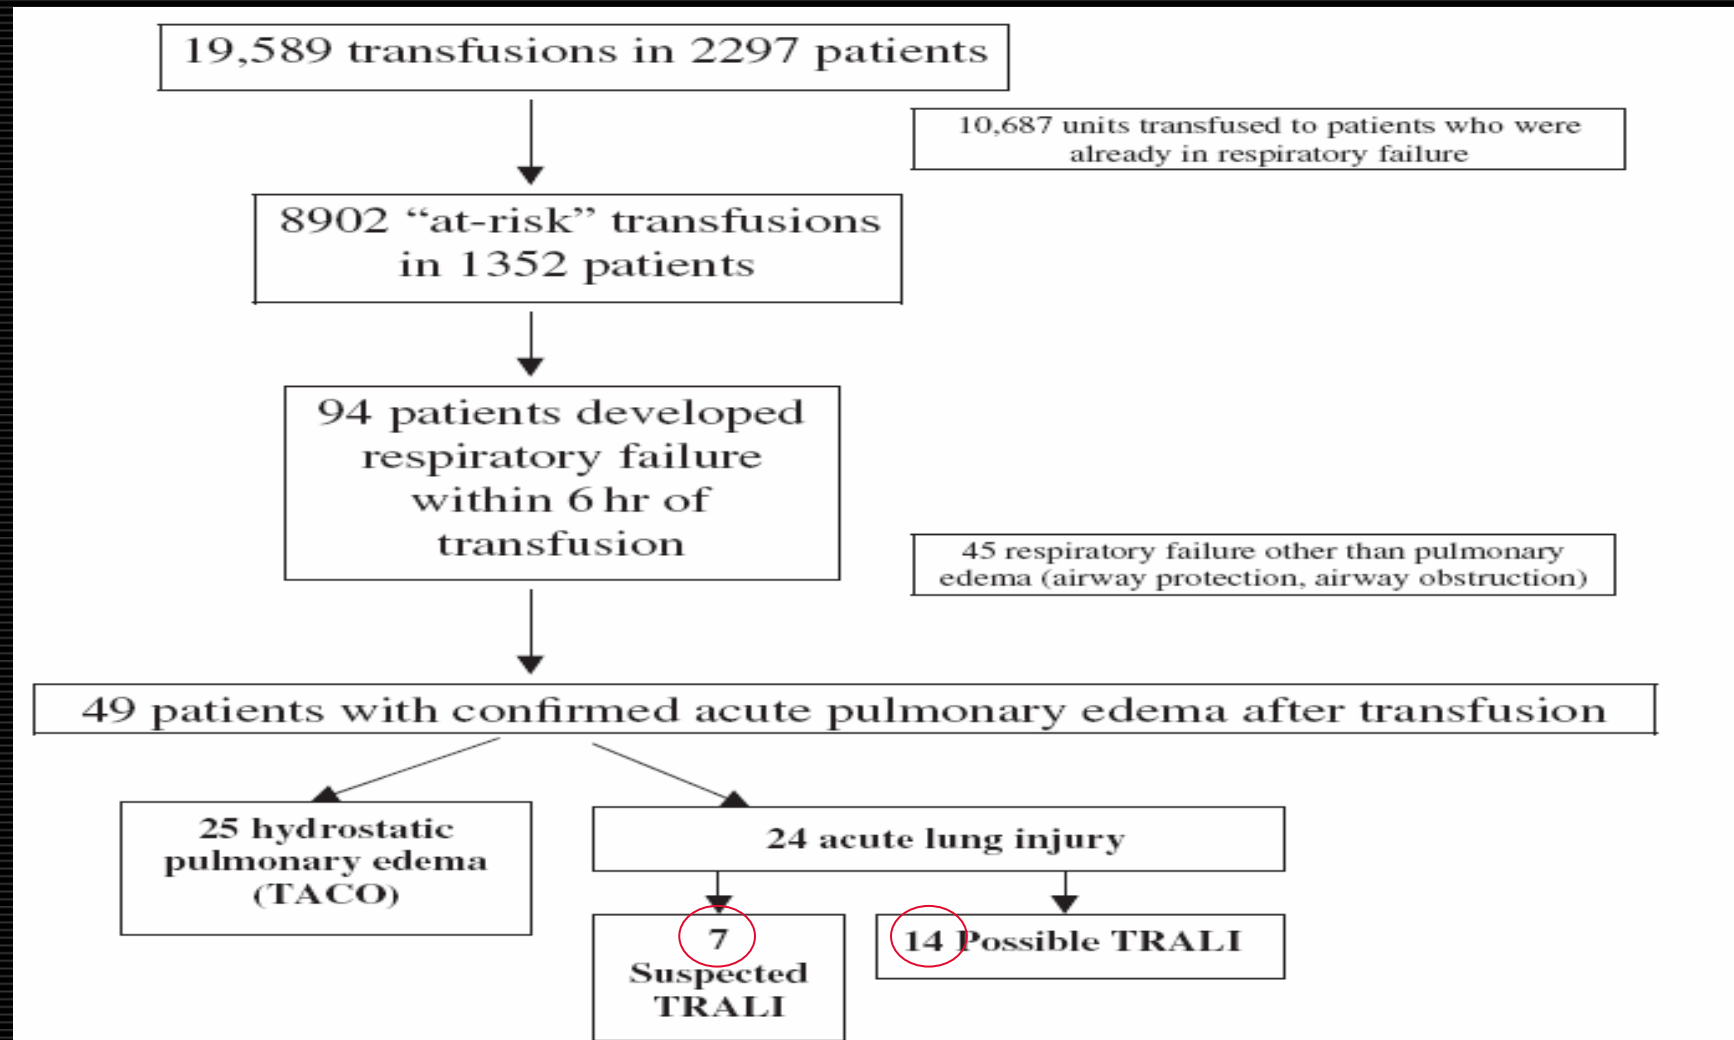 19,589 transfusions in 2297 patients
10,687 units transfused to patients who were
already in respiratory failure
8902 “at-risk” transfusions
in 1352 patients
94 patients developed
respiratory failure
within 6 hr of
transfusion
45 respiratory failure other than pulmonary
edema (airway protection, airway obstruction)
49 patients with confirmed acute pulmonary edema after transfusion
25 hydrostatic
pulmonary edema
(TACO)
24 acute lung injury
7
Suspected
TRALI
14 Possible TRALI